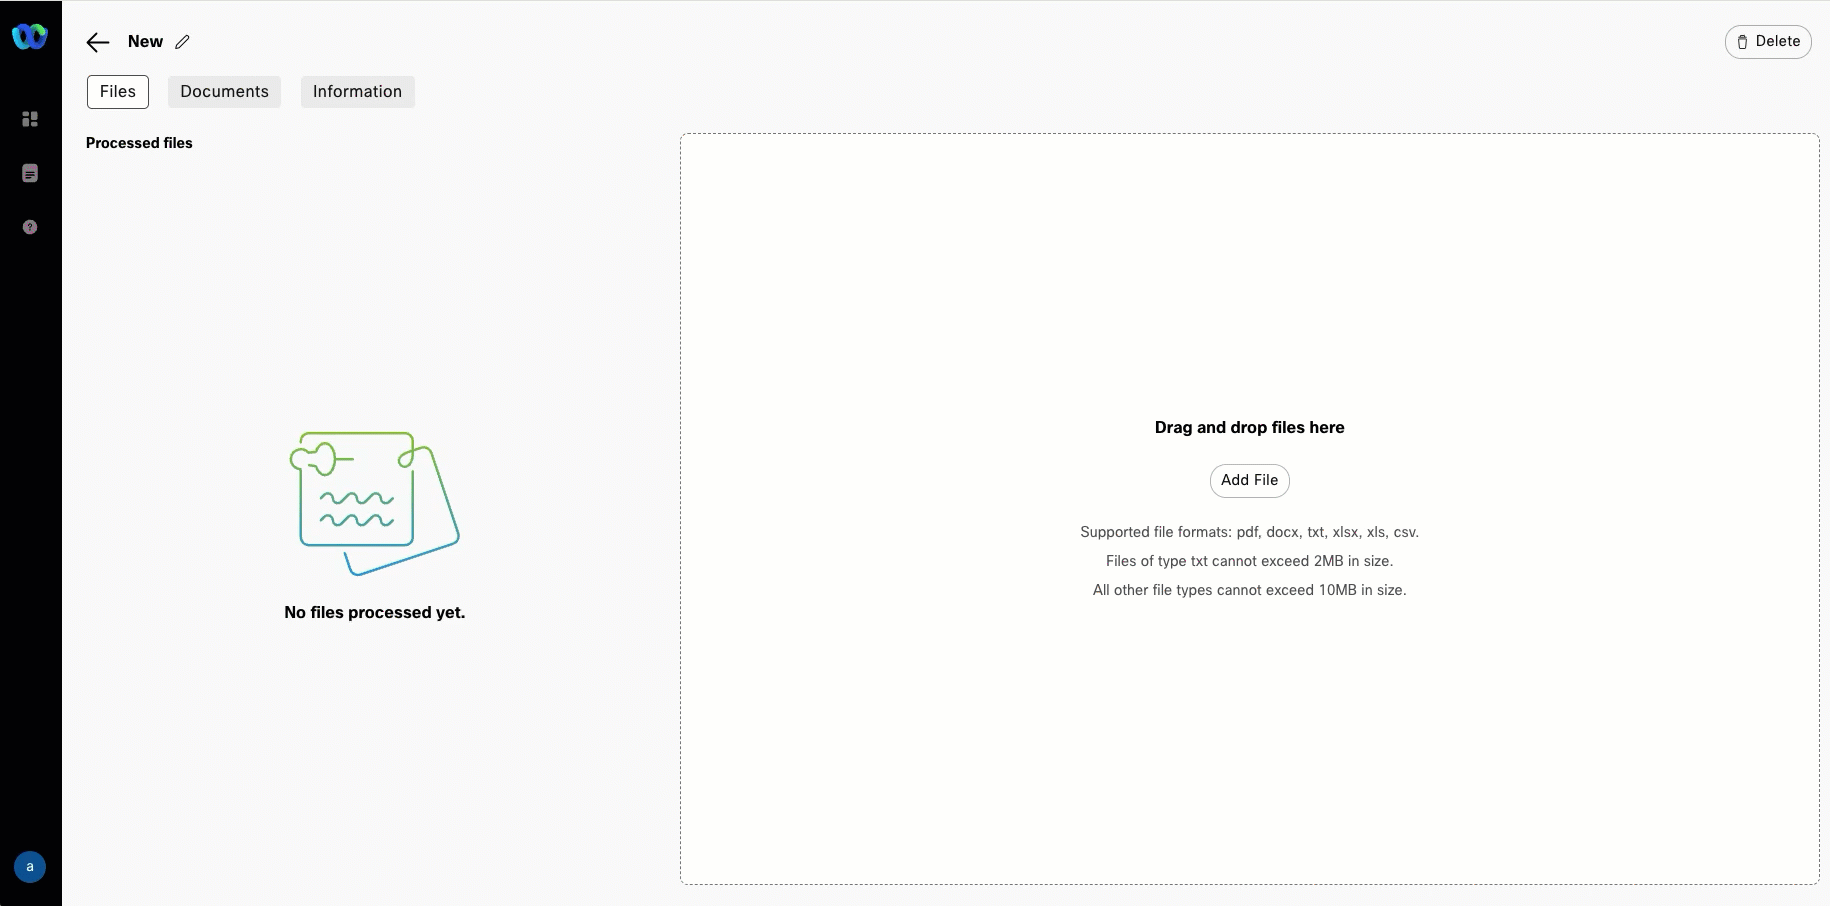 New
Delete
Files
Documents
Information
Processed files
No files processed yet.
Drag and drop files here
Add File
Supported file formats: pdf, docx, txt, xlsx, xls, csv.
Files of type txt cannot exceed 2MB in size.
All other file types cannot exceed 10MB in size.
?
a